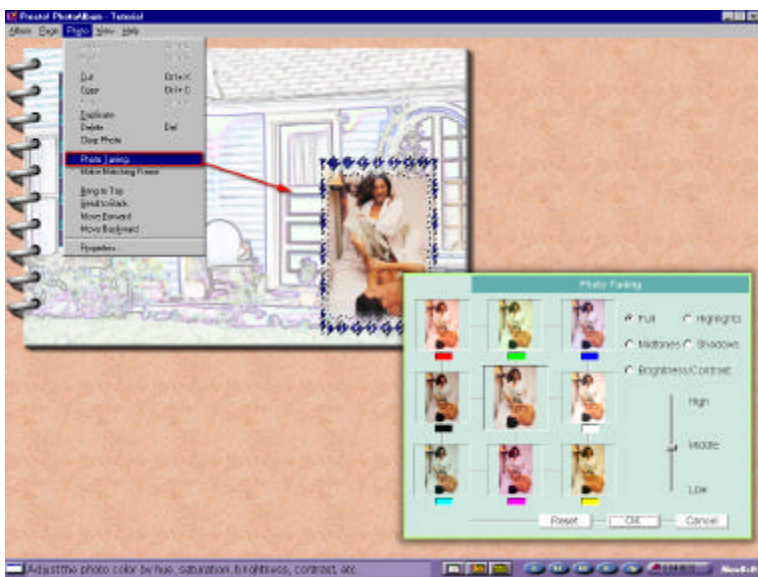 Presto! PhotoAlbum - Tutorial
Album Page Photo View Help
Cut Ctrl+X
Copy Ctrl+C
Duplicate
Delete Del
Photo Tuning...
Make Matching Frame
Bring to Top
Send to Back
Move Forward
Move Backward
Properties...
Photo Tuning
Full Highlights
Midtones Shadows
Brightness/Contrast
High
Middle
Low
Reset OK Cancel
Adjust the photo color by hue, saturation, brightness, contrast, etc. NewSoft